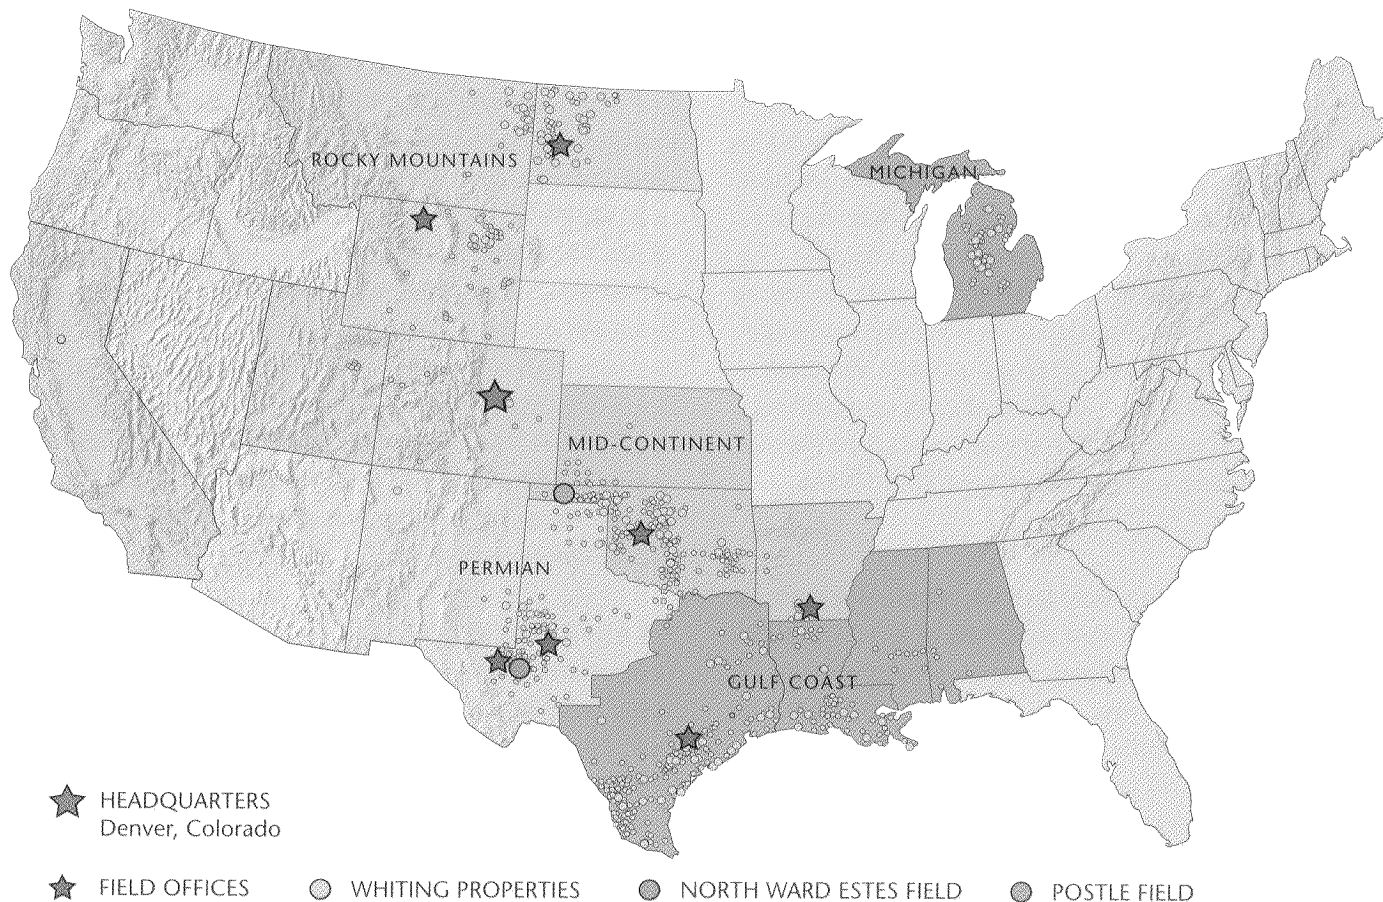 ROCKY MOUNTAINS
MICHIGAN
MID-CONTINENT
PERMIAN
GULF COAST
HEADQUARTERS
Denver, Colorado
FIELD OFFICES
WHITING PROPERTIES
NORTH WARD ESTES FIELD
POSTLE FIELD